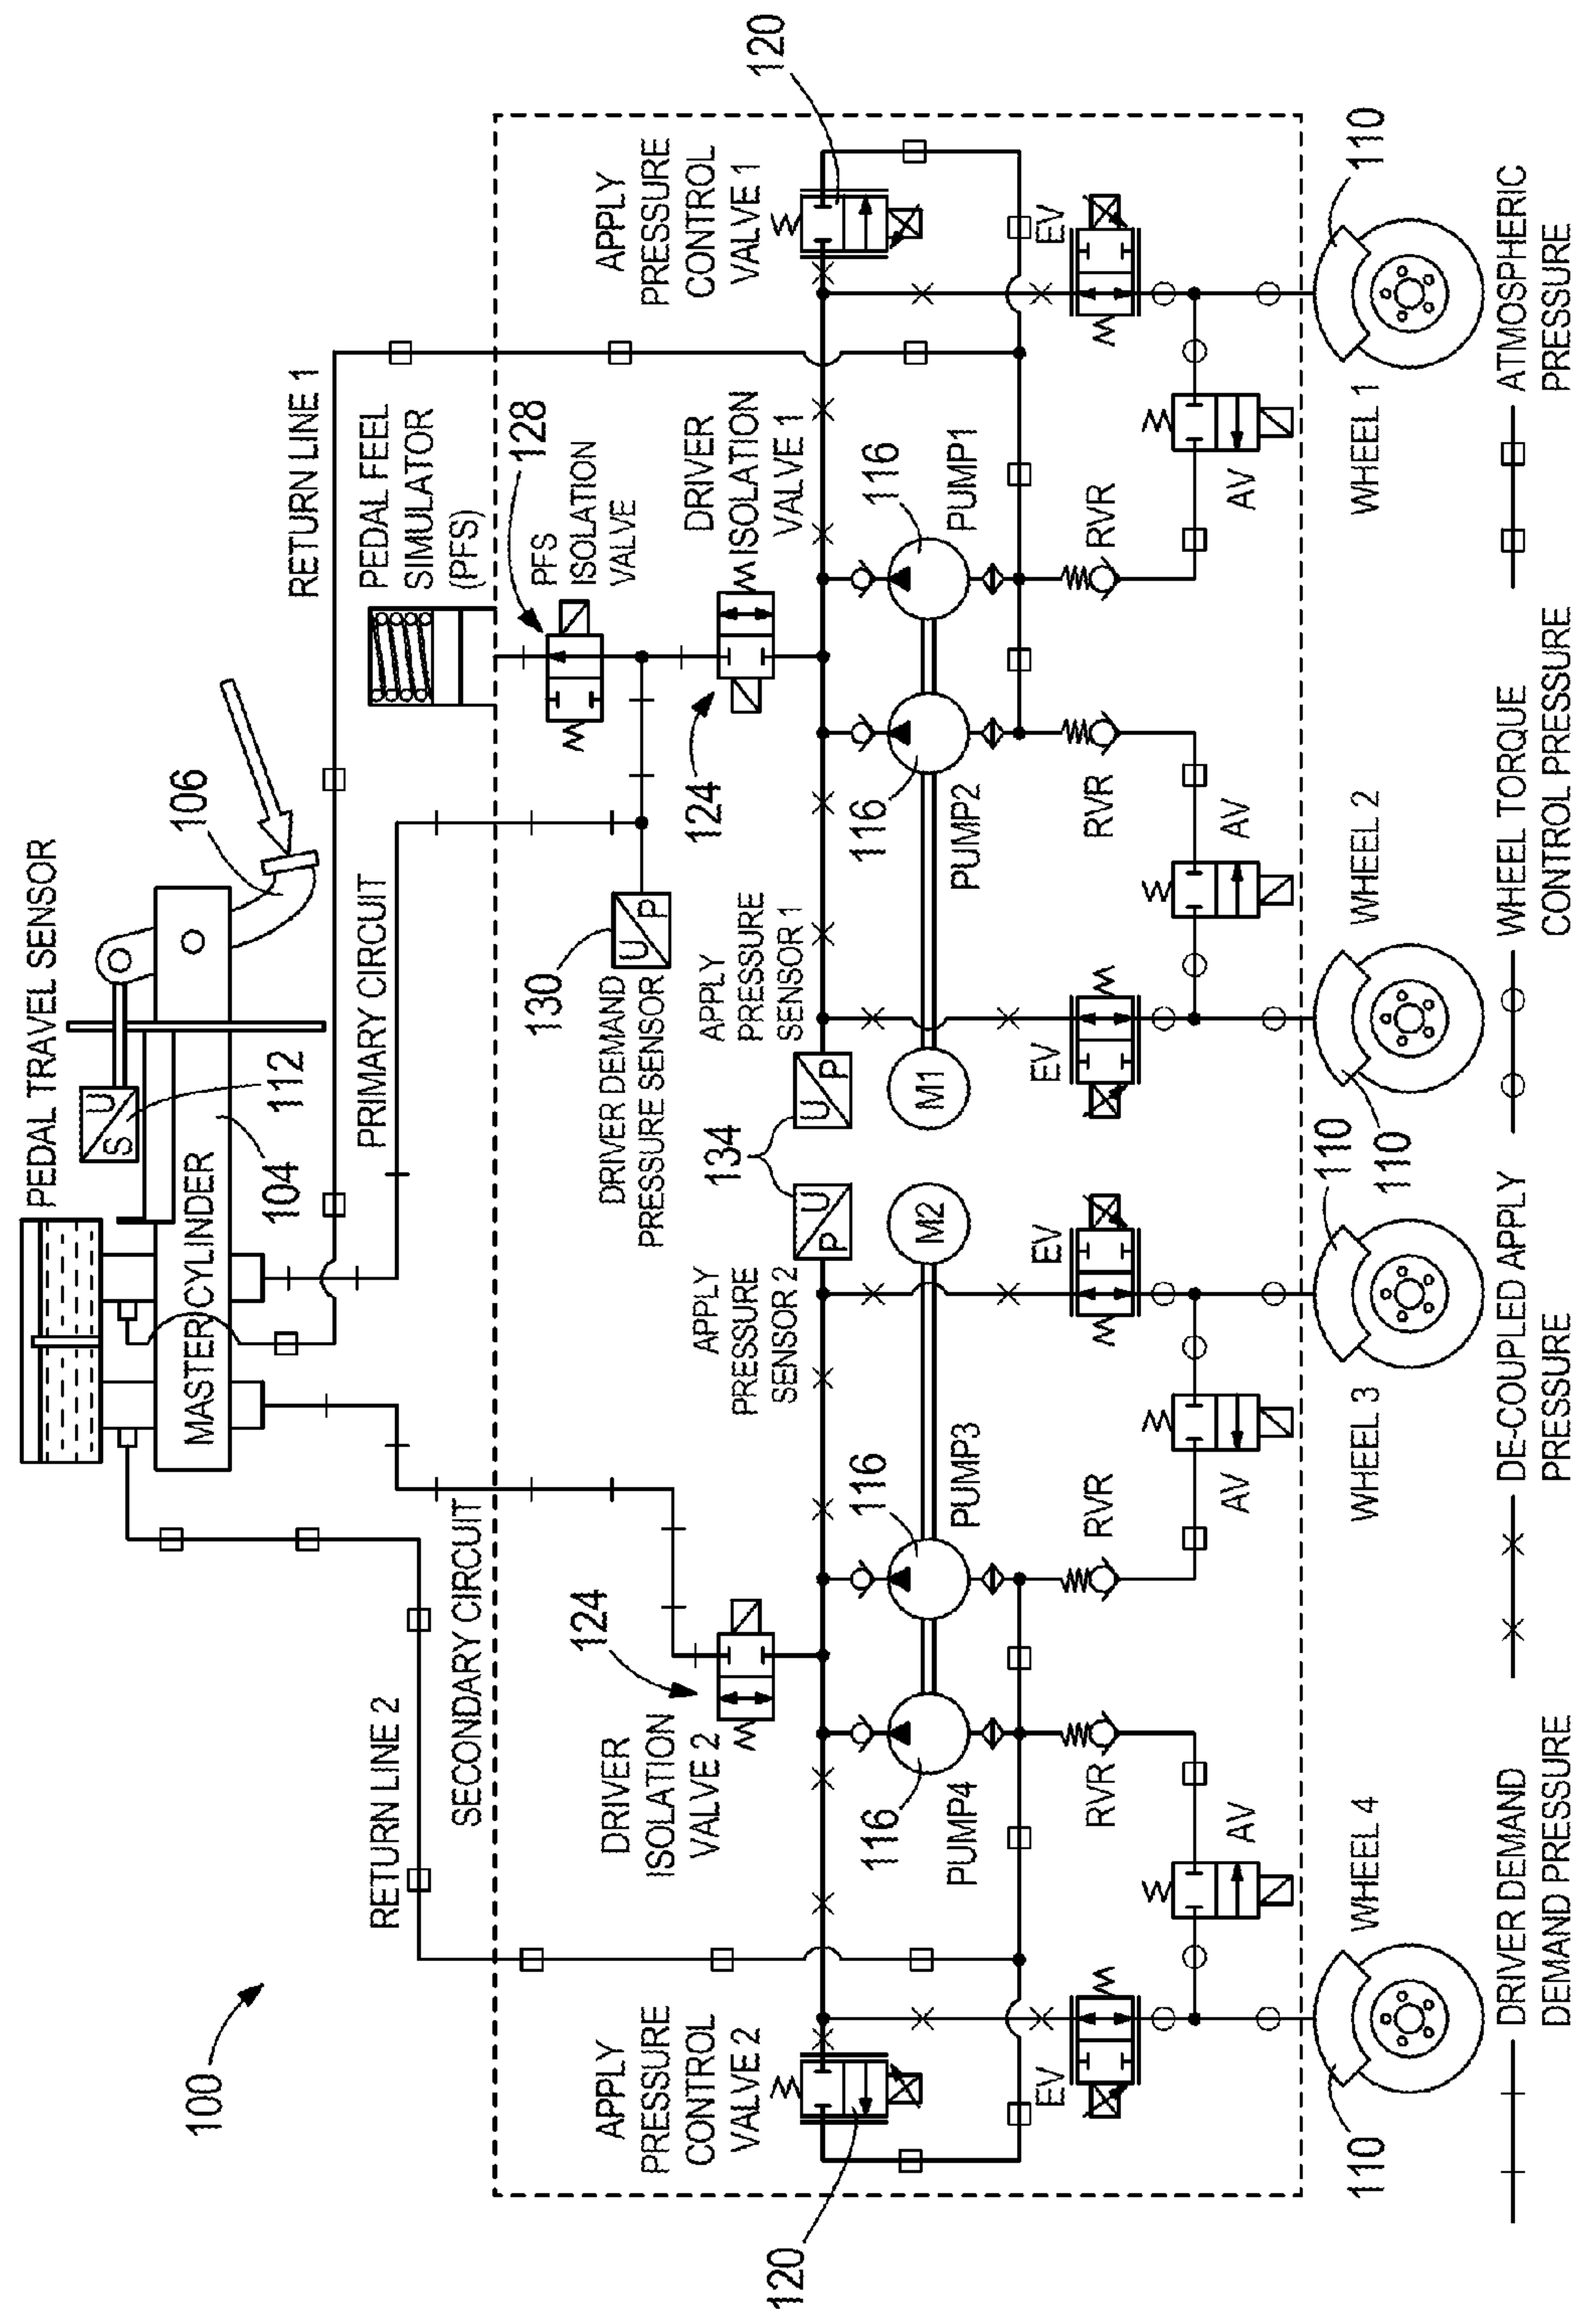 100
PEDAL TRAVEL SENSOR
S U
112
106
MASTER CYLINDER
104
RETURN LINE 1
RETURN LINE 2
PRIMARY CIRCUIT
SECONDARY CIRCUIT
PEDAL FEEL
SIMULATOR
(PFS)
128
PFS
ISOLATION
VALVE
130
U P
DRIVER DEMAND
PRESSURE SENSOR
124
DRIVER
ISOLATION
VALVE 2
124
DRIVER
ISOLATION
VALVE 1
APPLY
PRESSURE
CONTROL
VALVE 2
120
APPLY
PRESSURE
CONTROL
VALVE 1
120
APPLY
PRESSURE
SENSOR 2
P U
134
U P
APPLY
PRESSURE
SENSOR 1
116
PUMP4
116
PUMP3
M2
M1
116
PUMP2
116
PUMP1
EV
RVR
RVR
EV
EV
RVR
RVR
EV
AV
AV
AV
AV
110
WHEEL 4
WHEEL 3
110
110
WHEEL 2
WHEEL 1
110
DRIVER DEMAND
DEMAND PRESSURE
DE-COUPLED APPLY
PRESSURE
WHEEL TORQUE
CONTROL PRESSURE
ATMOSPHERIC
PRESSURE